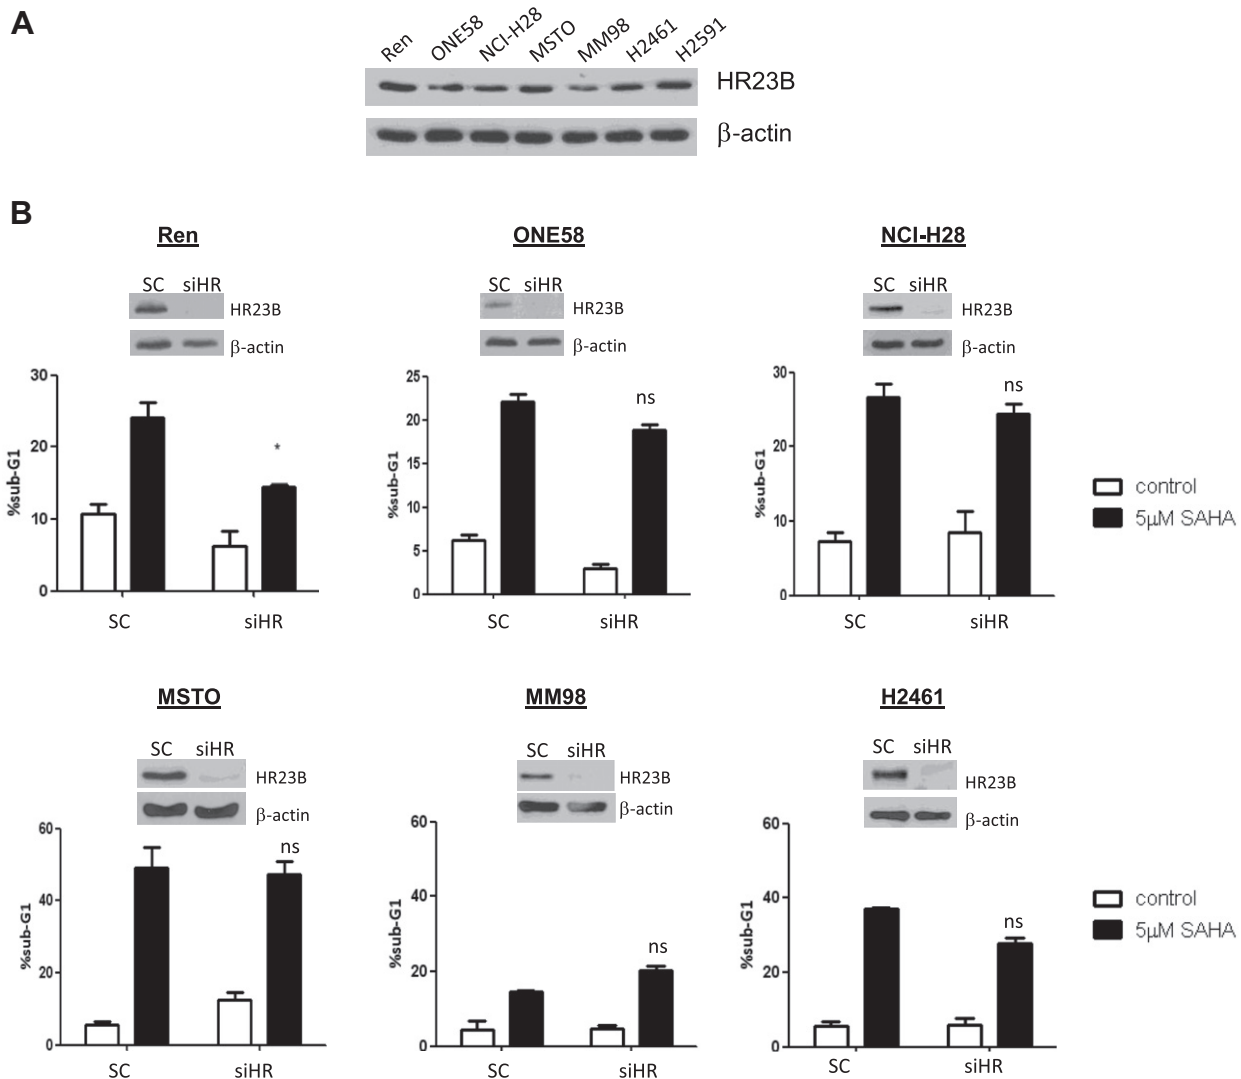 A
Ren ONE58 NCI-H28 MSTO MM98 H2461 H2591
HR23B
β-actin
B
Ren
SC siHR
HR23B
β-actin
%sub-G1
30
20
10
0
*
SC siHR
ONE58
SC siHR
HR23B
β-actin
%sub-G1
25
20
15
10
5
0
ns
SC siHR
NCI-H28
SC siHR
HR23B
β-actin
%sub-G1
30
20
10
0
ns
SC siHR
control
5µM SAHA
MSTO
SC siHR
HR23B
β-actin
%sub-G1
60
40
20
0
ns
SC siHR
MM98
SC siHR
HR23B
β-actin
%sub-G1
60
40
20
0
ns
SC siHR
H2461
SC siHR
HR23B
β-actin
%sub-G1
60
40
20
0
ns
SC siHR
control
5µM SAHA